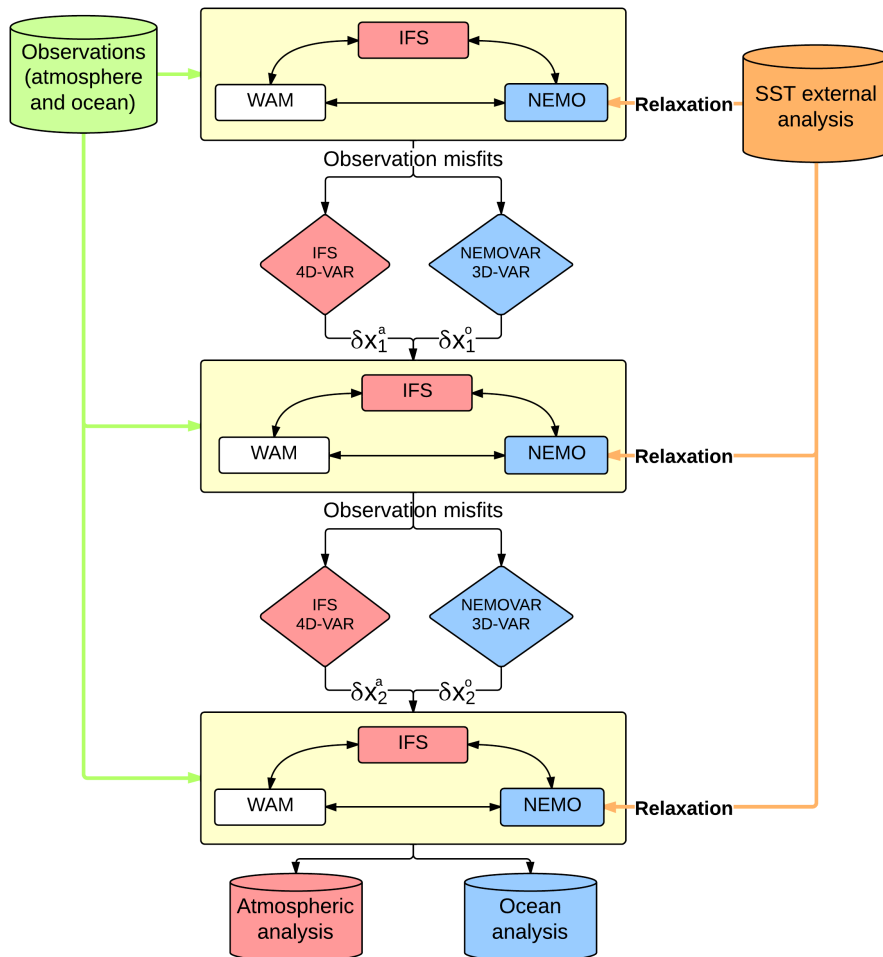 Observations
(atmosphere
and ocean)
IFS
WAM
NEMO
Relaxation
SST external
analysis
Observation misfits
IFS
4D-VAR
NEMOVAR
3D-VAR
δx₁ᵃ
δx₁ᵒ
IFS
WAM
NEMO
Relaxation
Observation misfits
IFS
4D-VAR
NEMOVAR
3D-VAR
δx₂ᵃ
δx₂ᵒ
IFS
WAM
NEMO
Relaxation
Atmospheric
analysis
Ocean
analysis